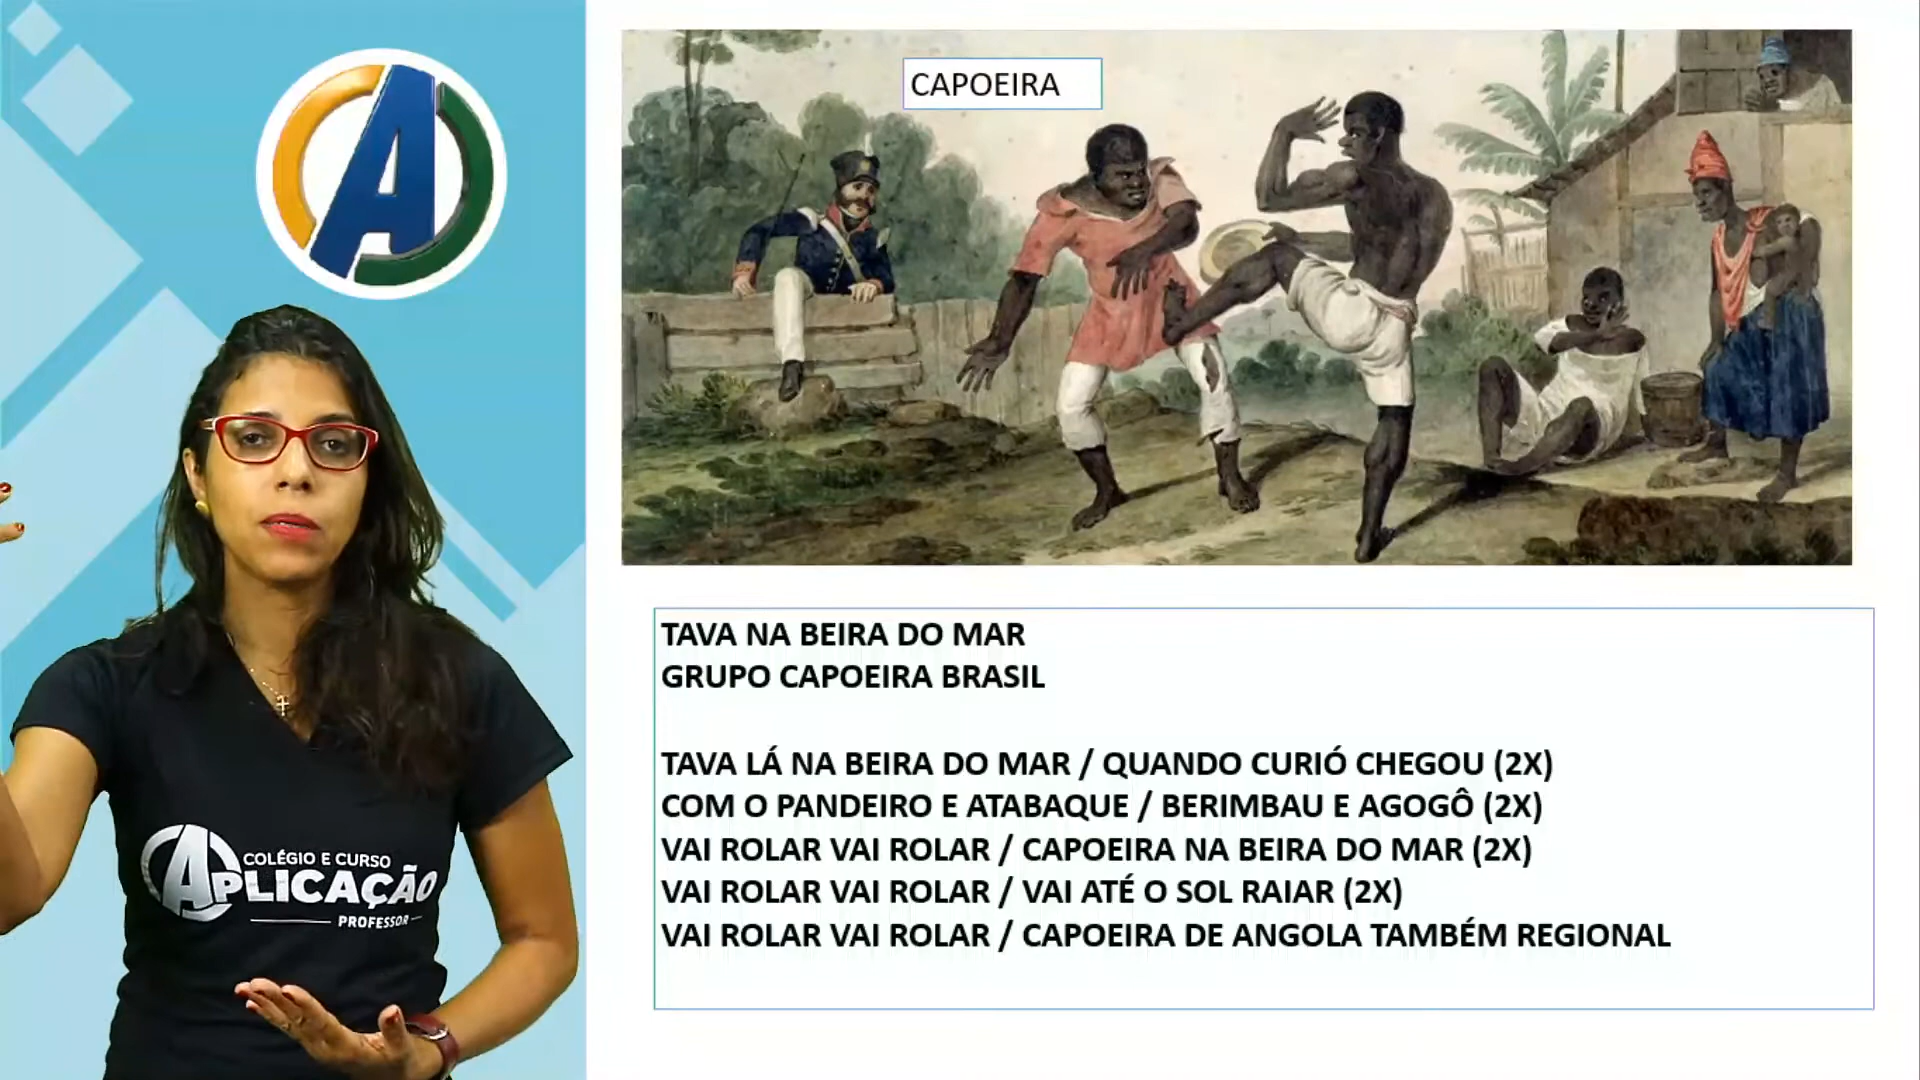 CAPOEIRA
TAVA NA BEIRA DO MAR
GRUPO CAPOEIRA BRASIL
TAVA LÁ NA BEIRA DO MAR / QUANDO CURIÓ CHEGOU (2X)
COM O PANDEIRO E ATABAQUE / BERIMBAU E AGOGÔ (2X)
VAI ROLAR VAI ROLAR / CAPOEIRA NA BEIRA DO MAR (2X)
VAI ROLAR VAI ROLAR / VAI ATÉ O SOL RAIAR (2X)
VAI ROLAR VAI ROLAR / CAPOEIRA DE ANGOLA TAMBÉM REGIONAL
A
COLÉGIO E CURSO
APLICAÇÃO
PROFESSOR